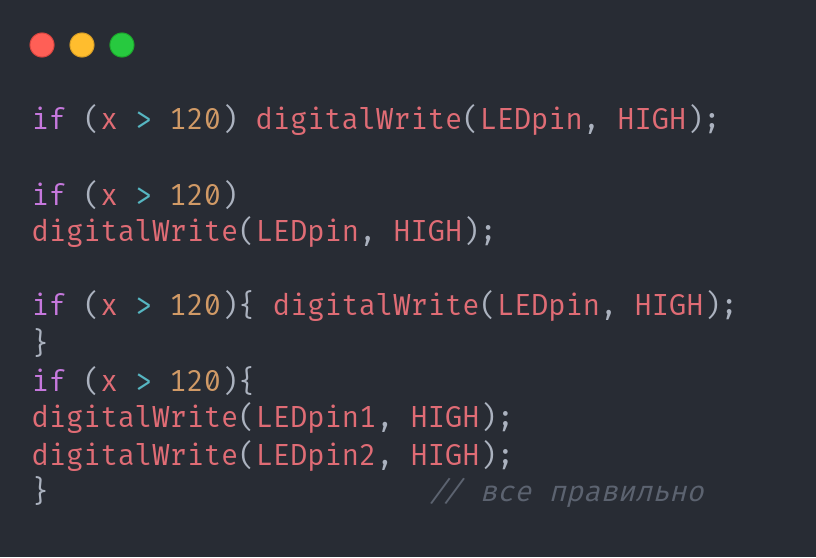 if (x > 120) digitalWrite(LEDpin, HIGH);
if (x > 120)
digitalWrite(LEDpin, HIGH);
if (x > 120){ digitalWrite(LEDpin, HIGH);
}
if (x > 120){
digitalWrite(LEDpin1, HIGH);
digitalWrite(LEDpin2, HIGH);
} // все правильно